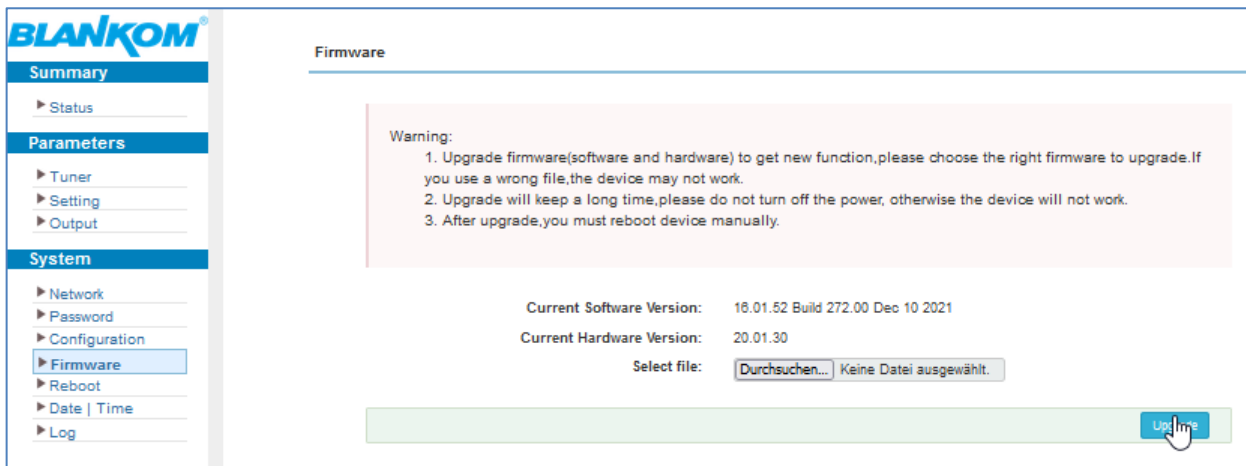 BLANKOM®
Summary
Status
Parameters
Tuner
Setting
Output
System
Network
Password
Configuration
Firmware
Reboot
Date | Time
Log
Firmware
Warning:
1. Upgrade firmware(software and hardware) to get new function,please choose the right firmware to upgrade.If
you use a wrong file,the device may not work.
2. Upgrade will keep a long time,please do not turn off the power, otherwise the device will not work.
3. After upgrade,you must reboot device manually.
Current Software Version: 16.01.52 Build 272.00 Dec 10 2021
Current Hardware Version: 20.01.30
Select file: Durchsuchen... Keine Datei ausgewählt.
Upgrade